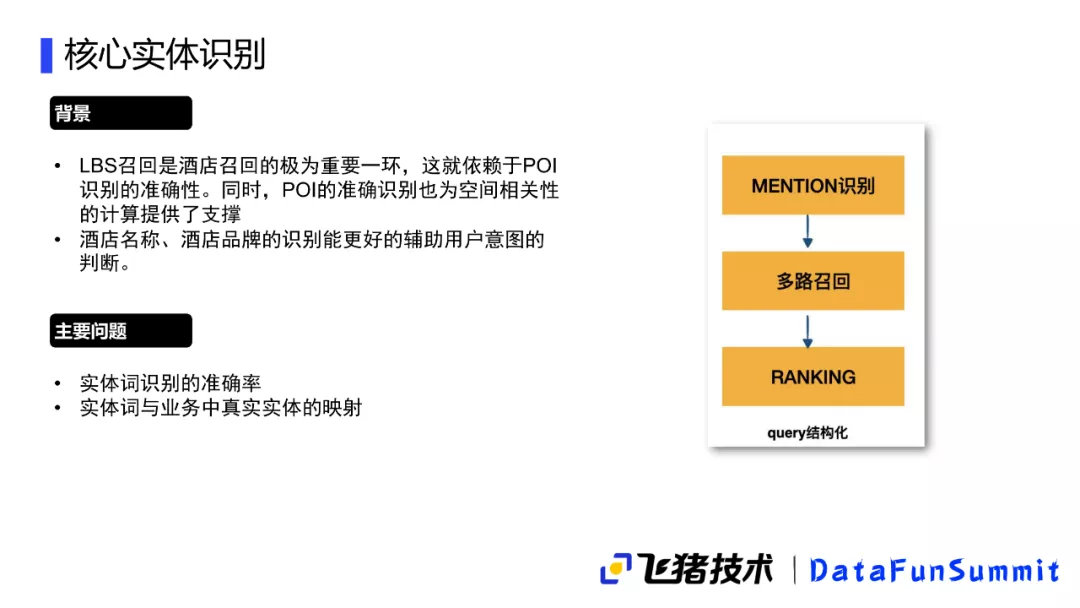 核心实体识别
背景
• LBS召回是酒店召回的极为重要一环，这就依赖于POI
识别的准确性。同时，POI的准确识别也为空间相关性
的计算提供了支撑
• 酒店名称、酒店品牌的识别能更好的辅助用户意图的
判断。
主要问题
• 实体词识别的准确率
• 实体词与业务中真实实体的映射
MENTION识别
多路召回
RANKING
query结构化
飞猪技术 | DataFunSummit